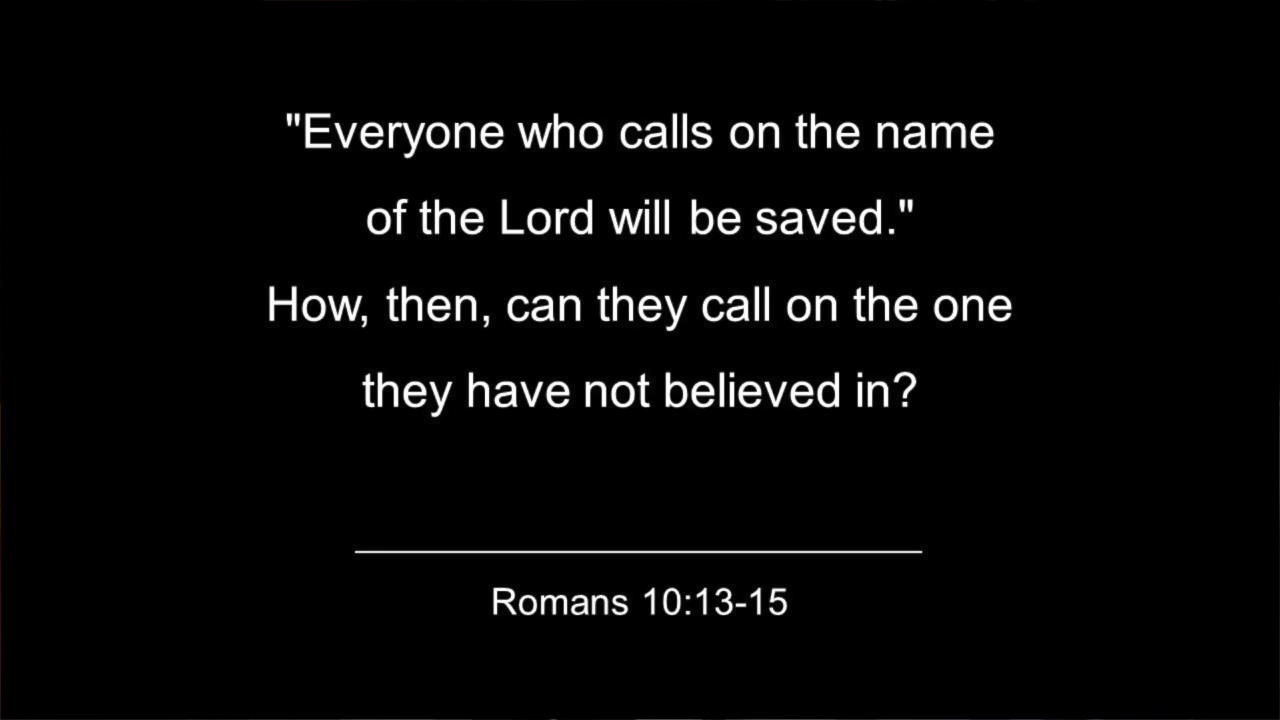 "Everyone who calls on the name
of the Lord will be saved."
How, then, can they call on the one
they have not believed in?
Romans 10:13-15